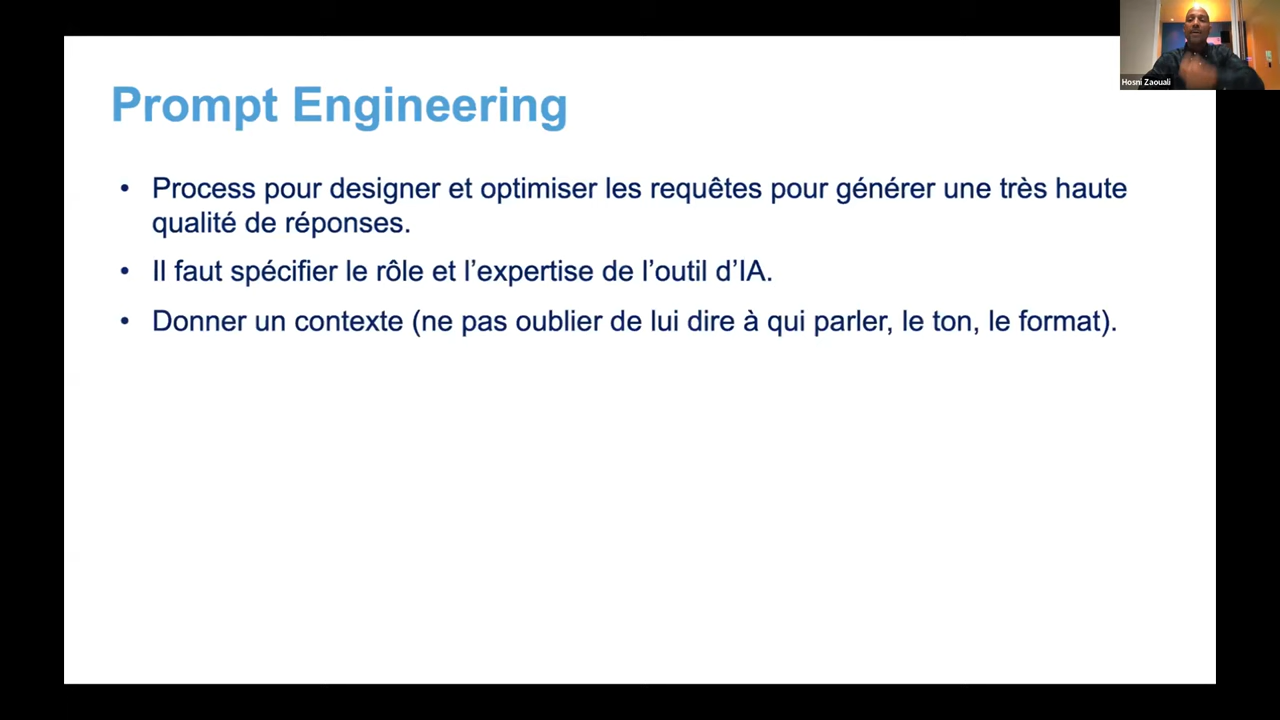 Prompt Engineering
• Process pour designer et optimiser les requêtes pour générer une très haute
qualité de réponses.
• Il faut spécifier le rôle et l’expertise de l’outil d’IA.
• Donner un contexte (ne pas oublier de lui dire à qui parler, le ton, le format).
Hosni Zaouali